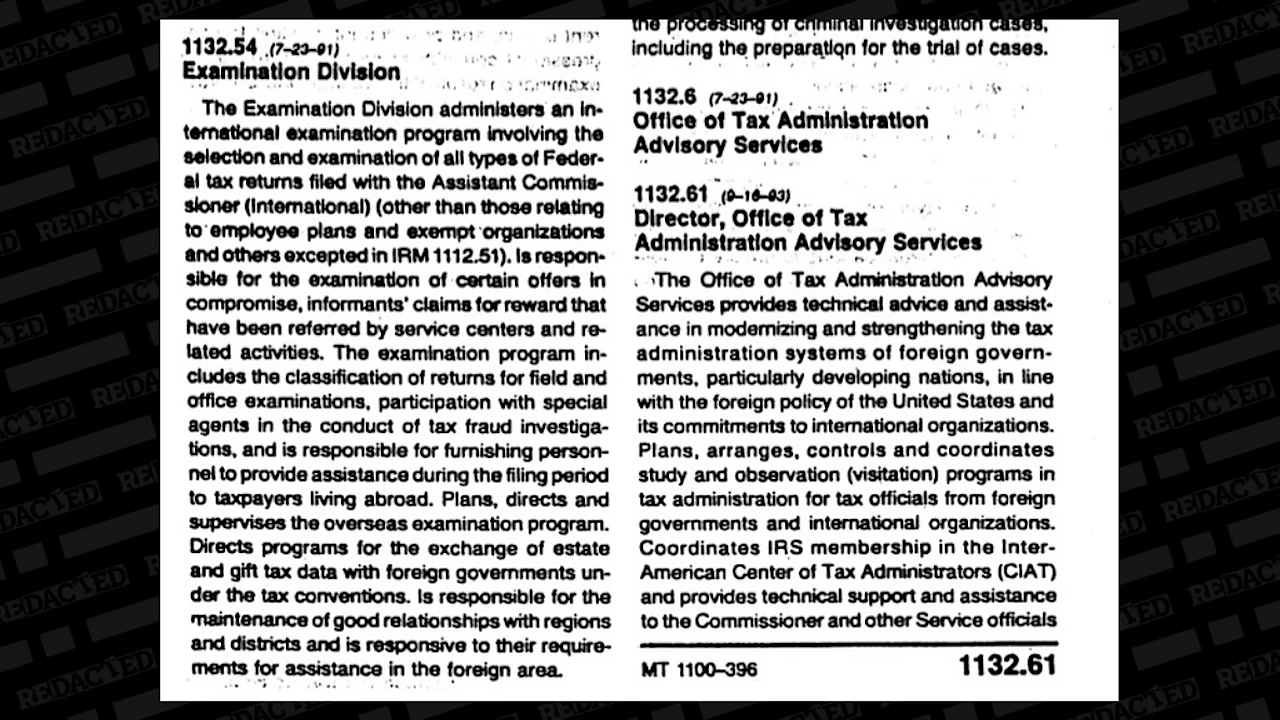 1132.54 (7–23–91)
Examination Division
The Examination Division administers an in-
ternational examination program involving the
selection and examination of all types of Feder-
al tax returns filed with the Assistant Commis-
sioner (International) (other than those relating
to employee plans and exempt organizations
and others excepted in IRM 1112.51). Is respon-
sible for the examination of certain offers in
compromise, informants' claims for reward that
have been referred by service centers and re-
lated activities. The examination program in-
cludes the classification of returns for field and
office examinations, participation with special
agents in the conduct of tax fraud investiga-
tions, and is responsible for furnishing person-
nel to provide assistance during the filing period
to taxpayers living abroad. Plans, directs and
supervises the overseas examination program.
Directs programs for the exchange of estate
and gift tax data with foreign governments un-
der the tax conventions. Is responsible for the
maintenance of good relationships with regions
and districts and is responsive to their require-
ments for assistance in the foreign area.
the processing of criminal investigation cases,
including the preparation for the trial of cases.
1132.6 (7–23–91)
Office of Tax Administration
Advisory Services
1132.61 (9–16–93)
Director, Office of Tax
Administration Advisory Services
The Office of Tax Administration Advisory
Services provides technical advice and assist-
ance in modernizing and strengthening the tax
administration systems of foreign govern-
ments, particularly developing nations, in line
with the foreign policy of the United States and
its commitments to international organizations.
Plans, arranges, controls and coordinates
study and observation (visitation) programs in
tax administration for tax officials from foreign
governments and international organizations.
Coordinates IRS membership in the Inter-
American Center of Tax Administrators (CIAT)
and provides technical support and assistance
to the Commissioner and other Service officials
MT 1100–396
1132.61
REDACTED